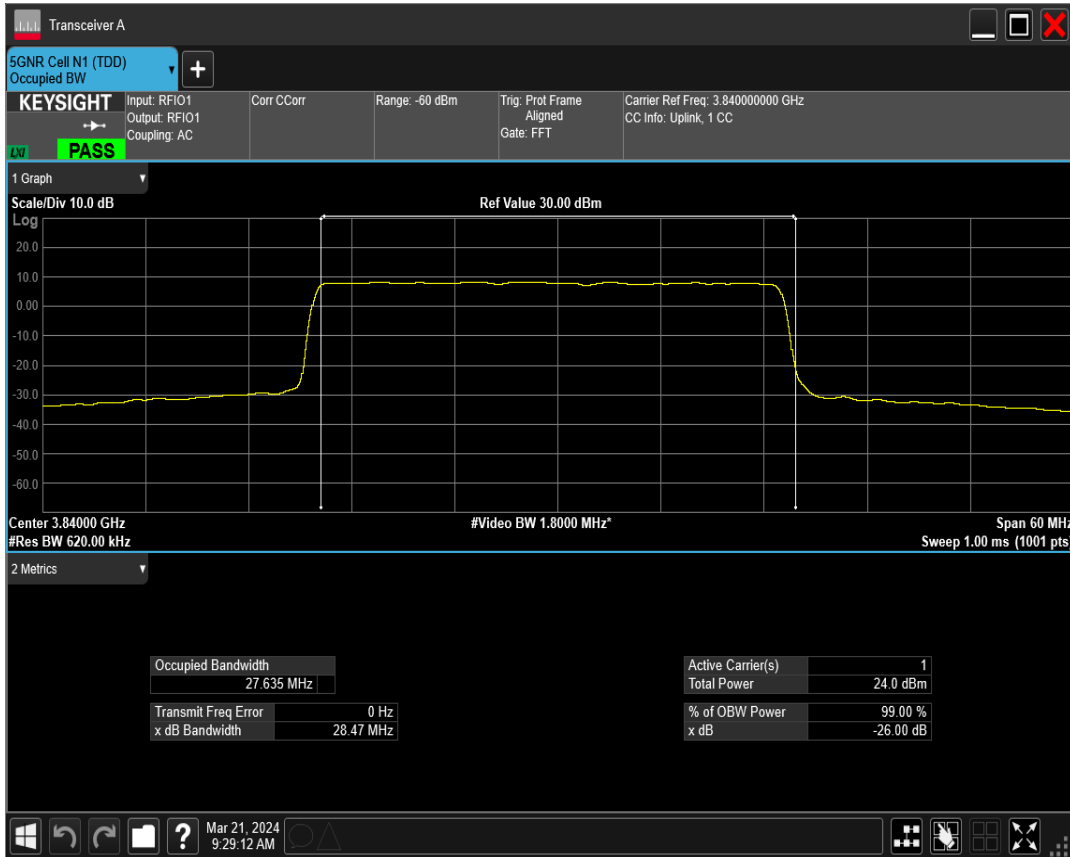 Transceiver A
5GNR Cell N1 (TDD)
Occupied BW
KEYSIGHT
LXI
PASS
Input: RFIO1
Output: RFIO1
Coupling: AC
Corr CCorr
Range: -60 dBm
Trig: Prot Frame
Aligned
Gate: FFT
Carrier Ref Freq: 3.840000000 GHz
CC Info: Uplink, 1 CC
1 Graph
Scale/Div 10.0 dB
Ref Value 30.00 dBm
Log
20.0
10.0
0.00
-10.0
-20.0
-30.0
-40.0
-50.0
-60.0
Center 3.84000 GHz
#Video BW 1.8000 MHz*
Span 60 MHz
#Res BW 620.00 kHz
Sweep 1.00 ms (1001 pts)
2 Metrics
Occupied Bandwidth
27.635 MHz
Transmit Freq Error 0 Hz
x dB Bandwidth 28.47 MHz
Active Carrier(s) 1
Total Power 24.0 dBm
% of OBW Power 99.00 %
x dB -26.00 dB
?
Mar 21, 2024
9:29:12 AM